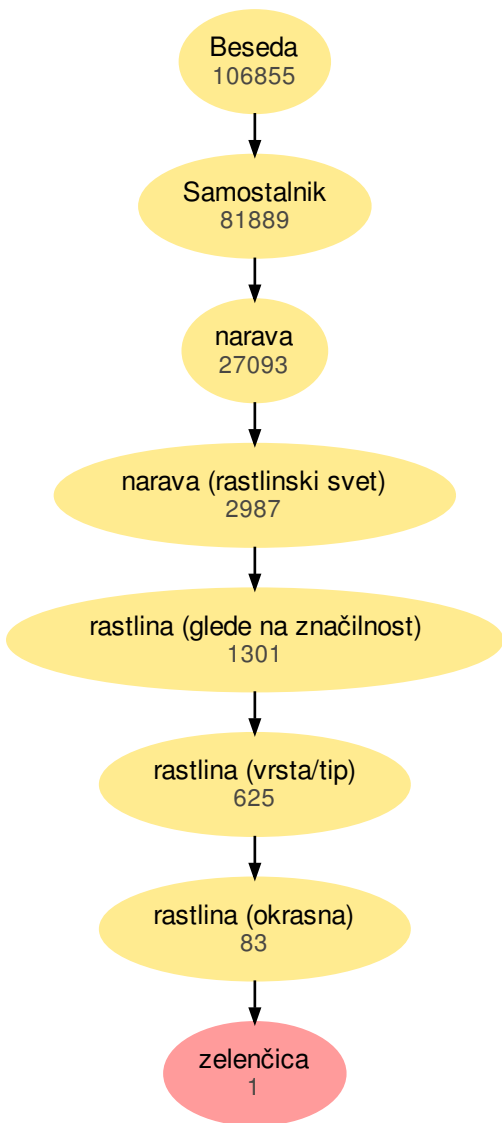 Beseda
106855
Samostalnik
81889
narava
27093
narava (rastlinski svet)
2987
rastlina (glede na značilnost)
1301
rastlina (vrsta/tip)
625
rastlina (okrasna)
83
zelenčica
1